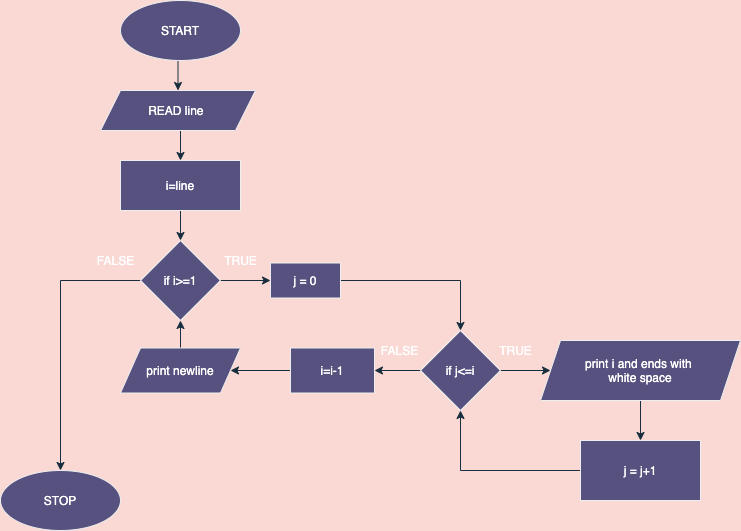 START
READ line
i=line
FALSE
TRUE
if i>=1
j = 0
FALSE
TRUE
print newline
i=i-1
if j<=i
print i and ends with
white space
j = j+1
STOP